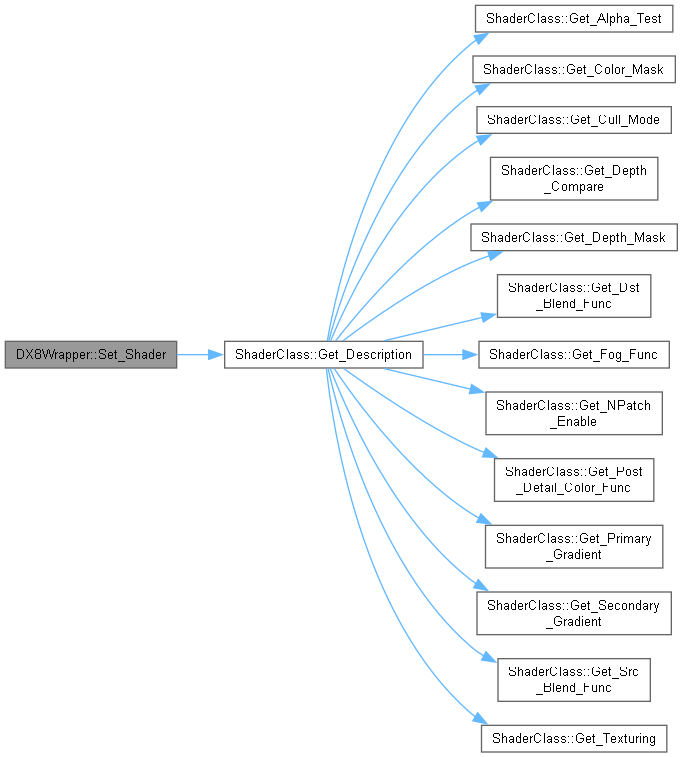 ShaderClass::Get_Alpha_Test
ShaderClass::Get_Color_Mask
ShaderClass::Get_Cull_Mode
ShaderClass::Get_Depth
_Compare
ShaderClass::Get_Depth_Mask
ShaderClass::Get_Dst
_Blend_Func
DX8Wrapper::Set_Shader
ShaderClass::Get_Description
ShaderClass::Get_Fog_Func
ShaderClass::Get_NPatch
_Enable
ShaderClass::Get_Post
_Detail_Color_Func
ShaderClass::Get_Primary
_Gradient
ShaderClass::Get_Secondary
_Gradient
ShaderClass::Get_Src
_Blend_Func
ShaderClass::Get_Texturing